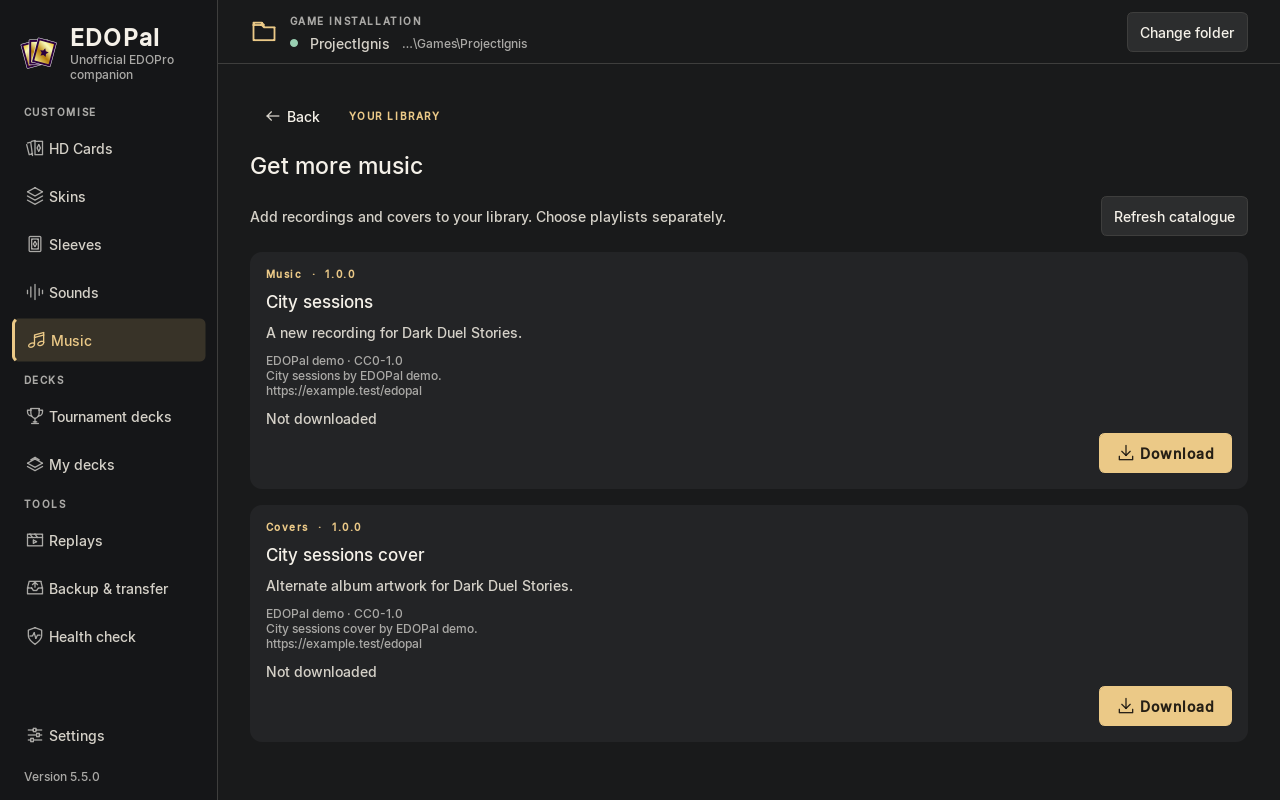 EDOPal
Unofficial EDOPro
companion
CUSTOMISE
HD Cards
Skins
Sleeves
Sounds
Music
DECKS
Tournament decks
My decks
TOOLS
Replays
Backup & transfer
Health check
Settings
Version 5.5.0
GAME INSTALLATION
ProjectIgnis ...\Games\ProjectIgnis
Change folder
Back YOUR LIBRARY
Get more music
Add recordings and covers to your library. Choose playlists separately.
Refresh catalogue
Music · 1.0.0
City sessions
A new recording for Dark Duel Stories.
EDOPal demo · CC0-1.0
City sessions by EDOPal demo.
https://example.test/edopal
Not downloaded
Download
Covers · 1.0.0
City sessions cover
Alternate album artwork for Dark Duel Stories.
EDOPal demo · CC0-1.0
City sessions cover by EDOPal demo.
https://example.test/edopal
Not downloaded
Download